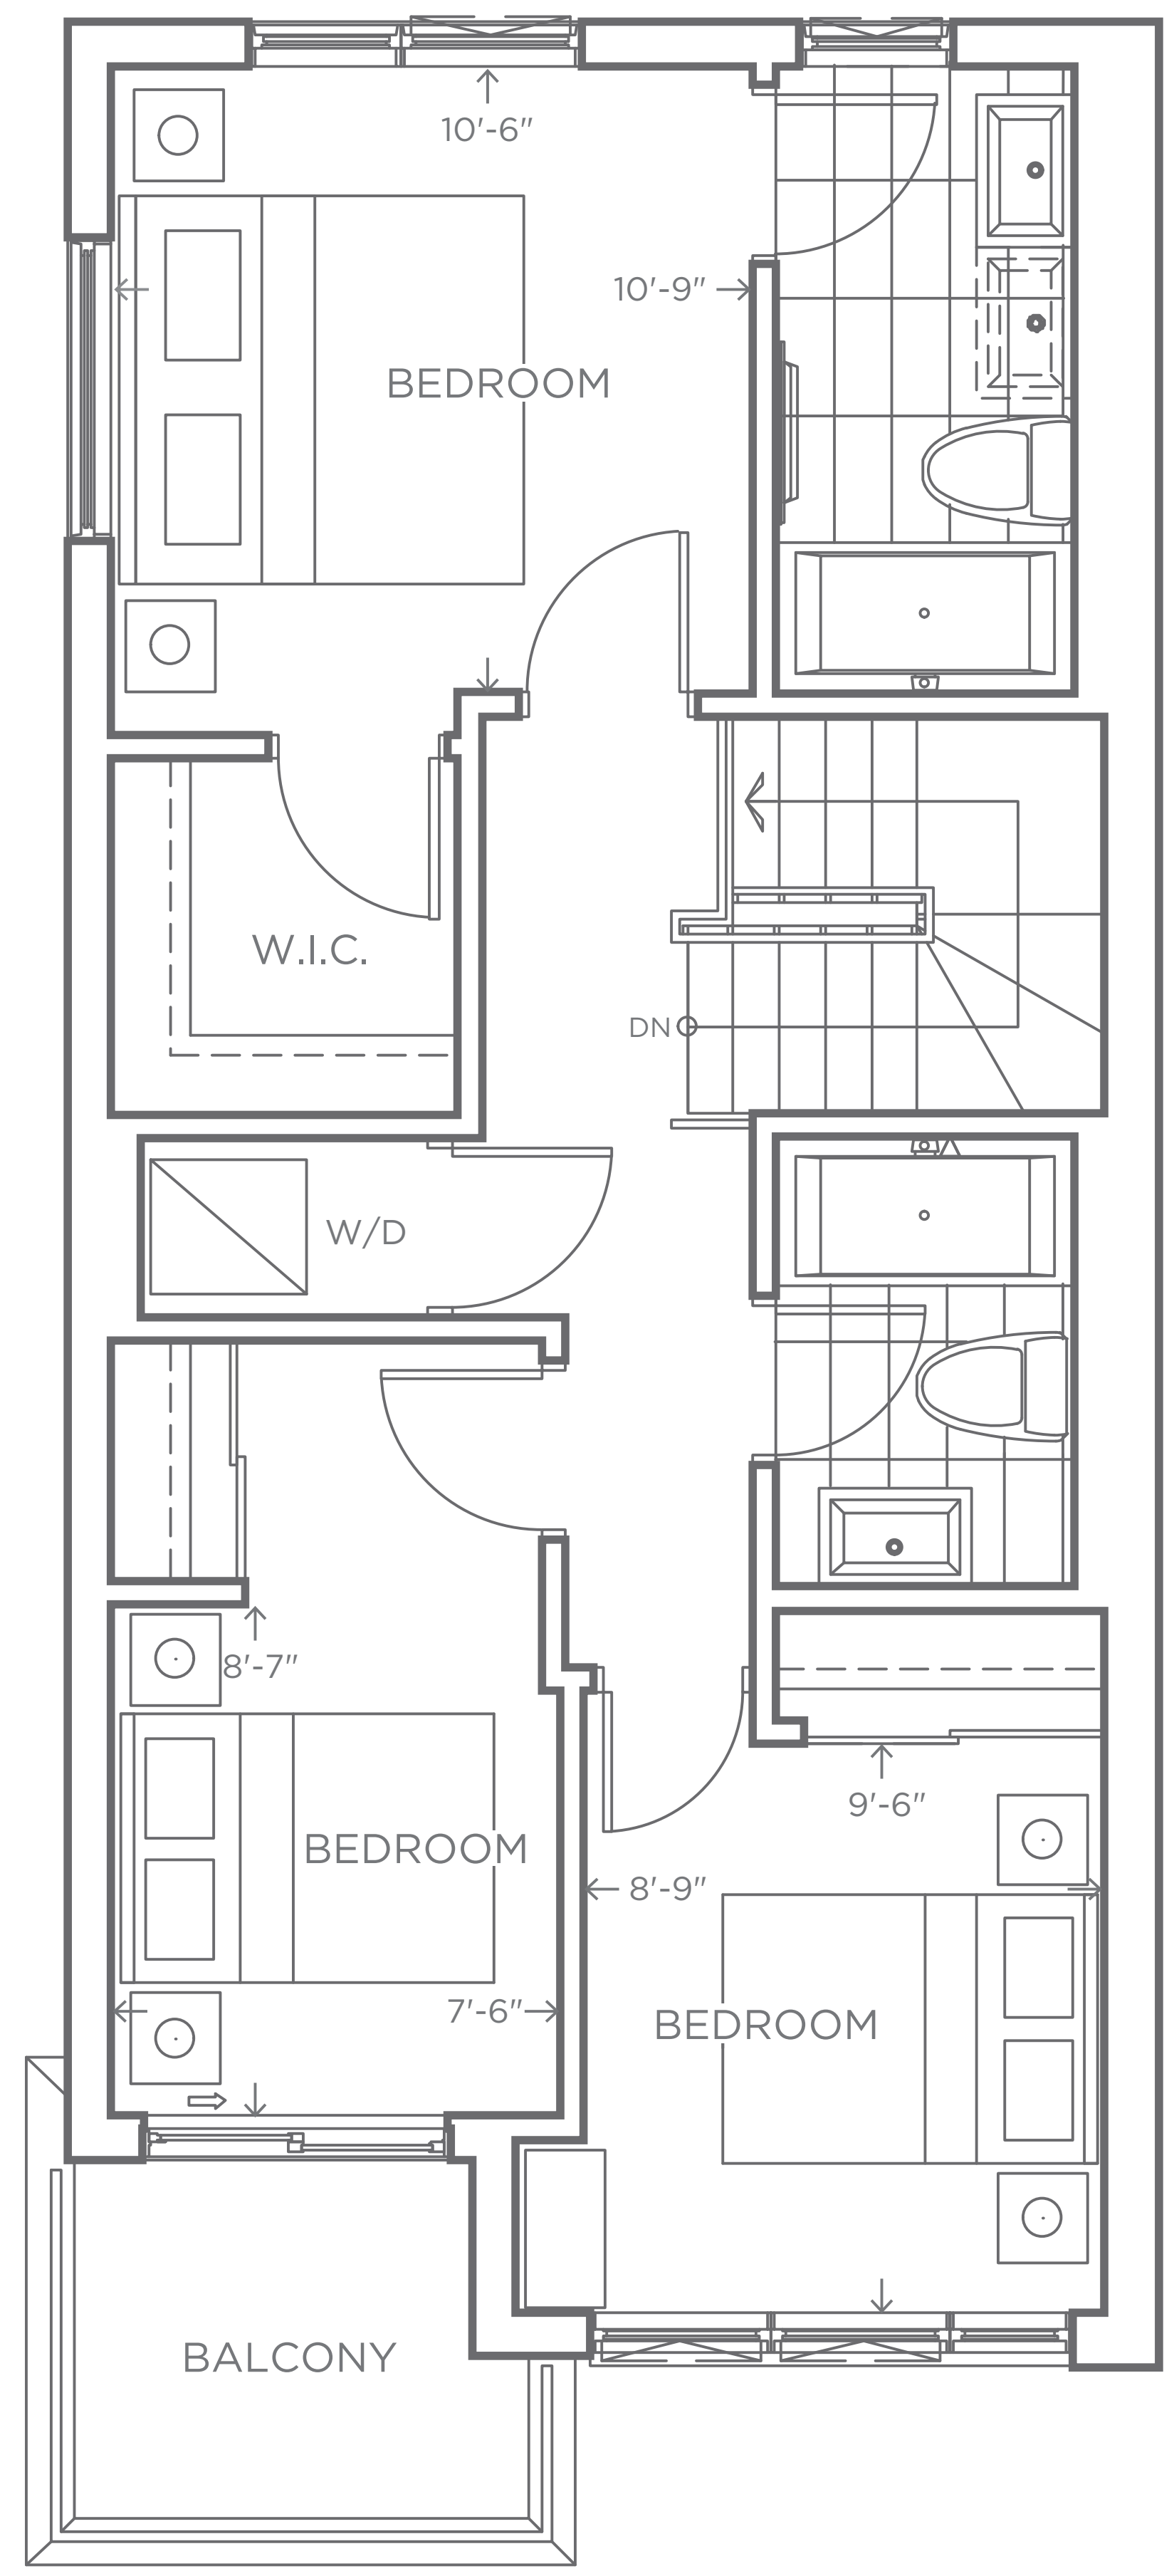 10'-6"
10'-9"
BEDROOM
W.I.C.
DN
W/D
8'-7"
9'-6"
BEDROOM
8'-9"
7'-6"
BEDROOM
BALCONY